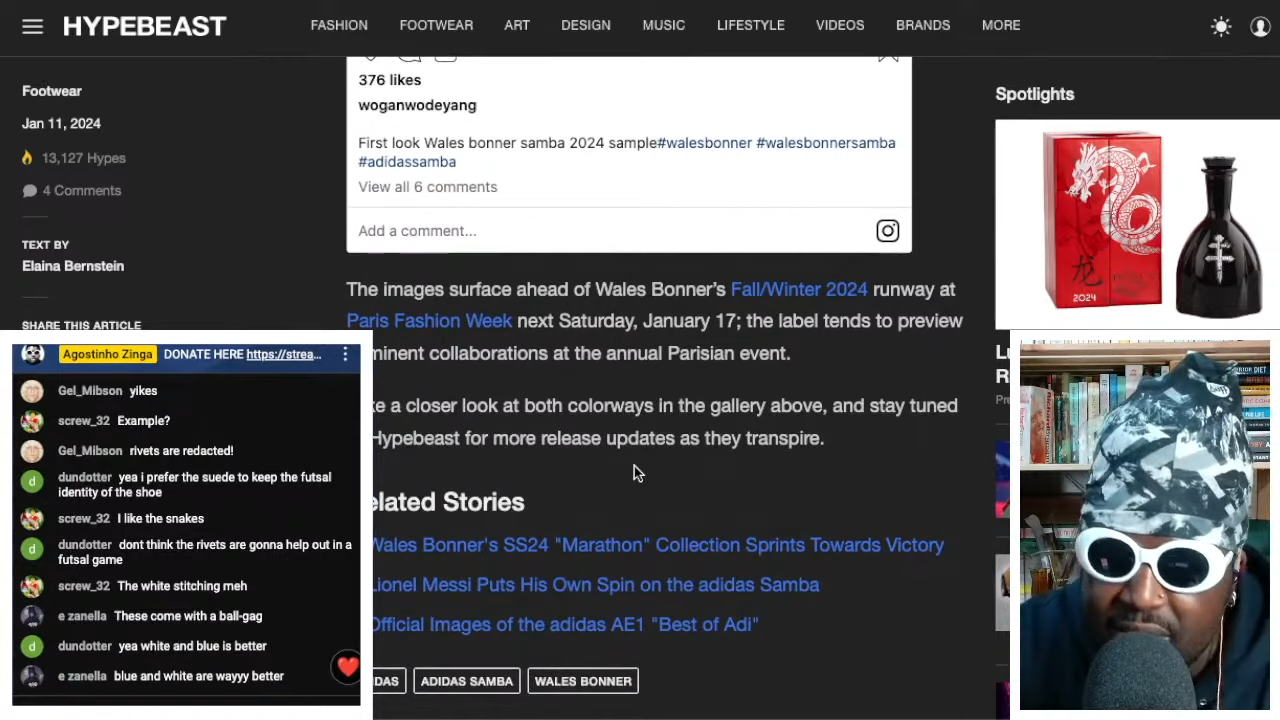 HYPEBEAST
FASHION FOOTWEAR ART DESIGN MUSIC LIFESTYLE VIDEOS BRANDS MORE
Footwear
Jan 11, 2024
13,127 Hypes
4 Comments
TEXT BY
Elaina Bernstein
SHARE THIS ARTICLE
376 likes
woganwodeyang
First look Wales bonner samba 2024 sample#walesbonner #walesbonnersamba
#adidassamba
View all 6 comments
Add a comment...
The images surface ahead of Wales Bonner's Fall/Winter 2024 runway at
Paris Fashion Week next Saturday, January 17; the label tends to preview
minent collaborations at the annual Parisian event.
ke a closer look at both colorways in the gallery above, and stay tuned
Hypebeast for more release updates as they transpire.
elated Stories
Wales Bonner's SS24 "Marathon" Collection Sprints Towards Victory
Lionel Messi Puts His Own Spin on the adidas Samba
Official Images of the adidas AE1 "Best of Adi"
DAS ADIDAS SAMBA WALES BONNER
Spotlights
龙
2024
Agostinho Zinga DONATE HERE https://strea...
Gel_Mibson yikes
screw_32 Example?
Gel_Mibson rivets are redacted!
dundotter yea i prefer the suede to keep the futsal
identity of the shoe
screw_32 I like the snakes
dundotter dont think the rivets are gonna help out in a
futsal game
screw_32 The white stitching meh
e zanella These come with a ball-gag
dundotter yea white and blue is better
e zanella blue and white are wayyy better